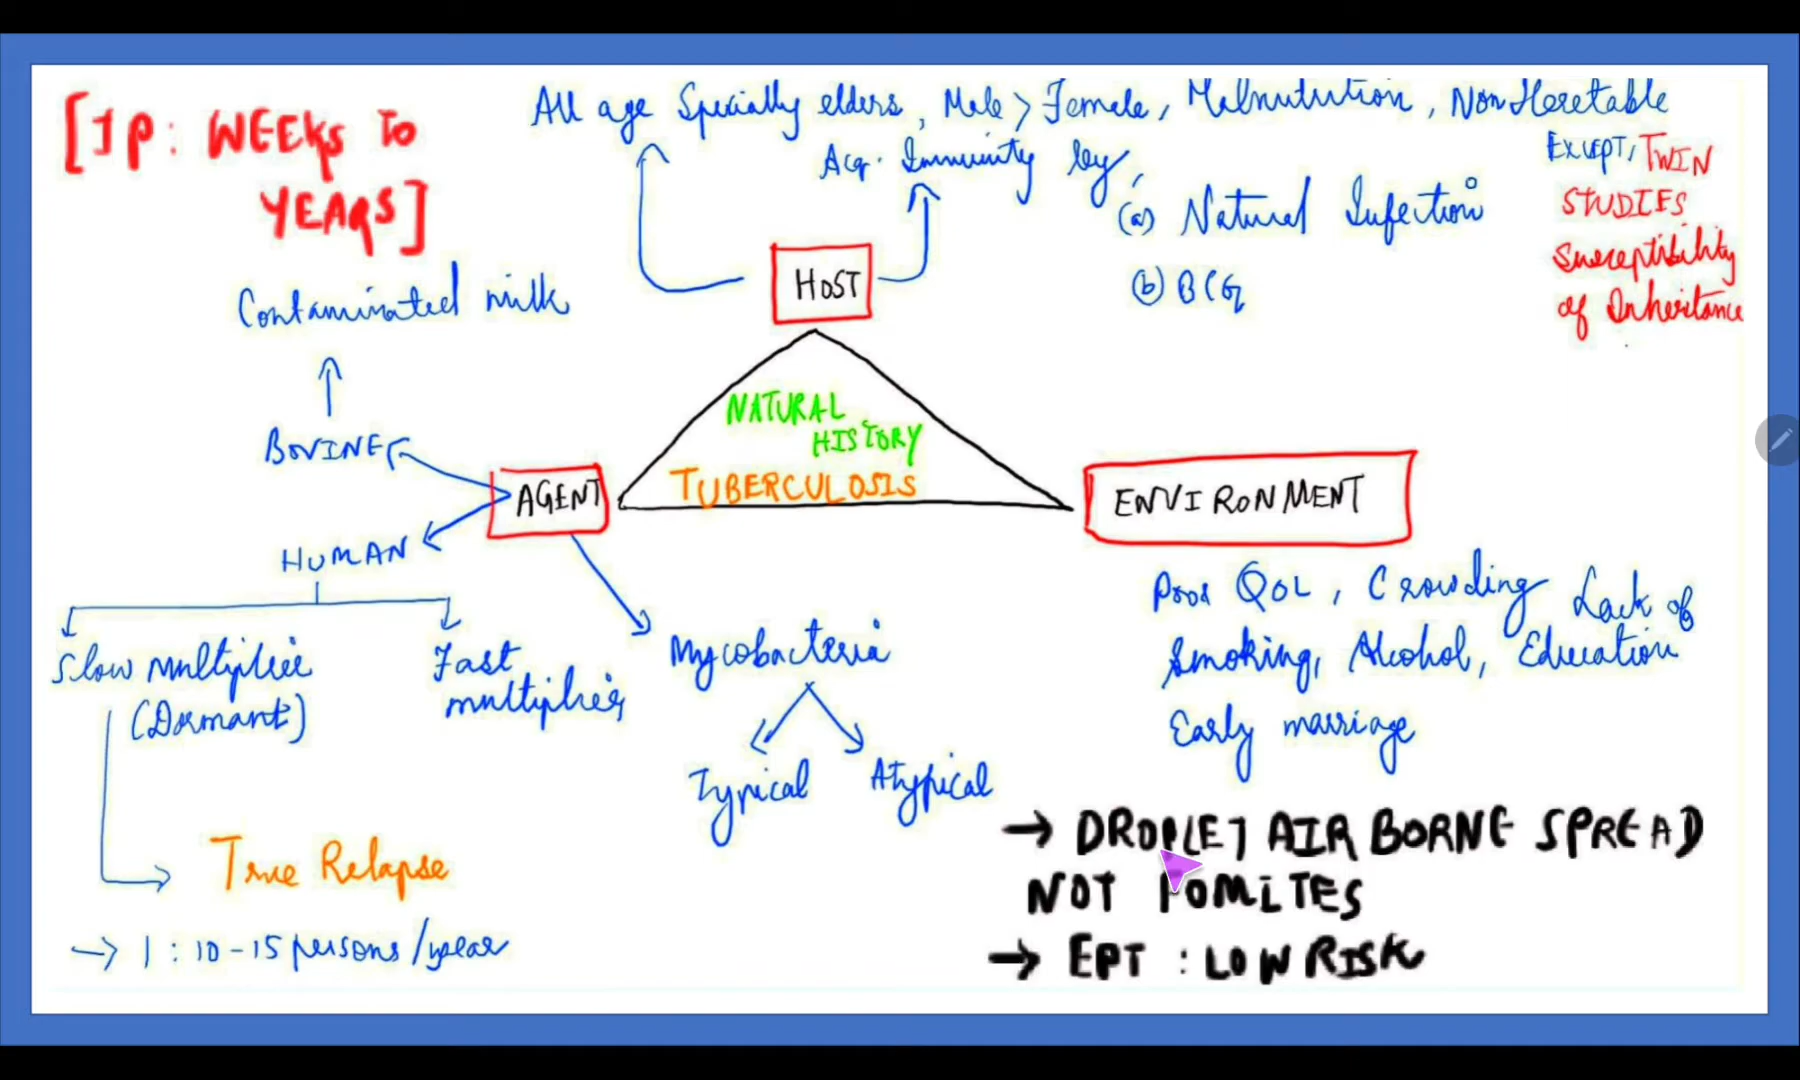 [IP: WEEKS TO
YEARS]
All age Specially elders, Male > Female, Malnutrition, Non Heretable
Except, TWIN
STUDIES
Susceptibility
of Inheritance
Acq. Immunity by,
(a) Natural Infection
(b) BCG
HOST
Contaminated milk
BOVINE
AGENT
HUMAN
NATURAL
HISTORY
TUBERCULOSIS
ENVIRONMENT
Slow Multiplier
(Dormant)
Fast
multiplier
Mycobacteria
Typical Atypical
Poor QOL, Crowding Lack of
Smoking, Alcohol, Education
Early marriage
True Relapse
→ 1 : 10-15 persons/year
→ DROPLET AIR BORNE SPREAD
NOT FOMITES
→ EPT : LOW RISK